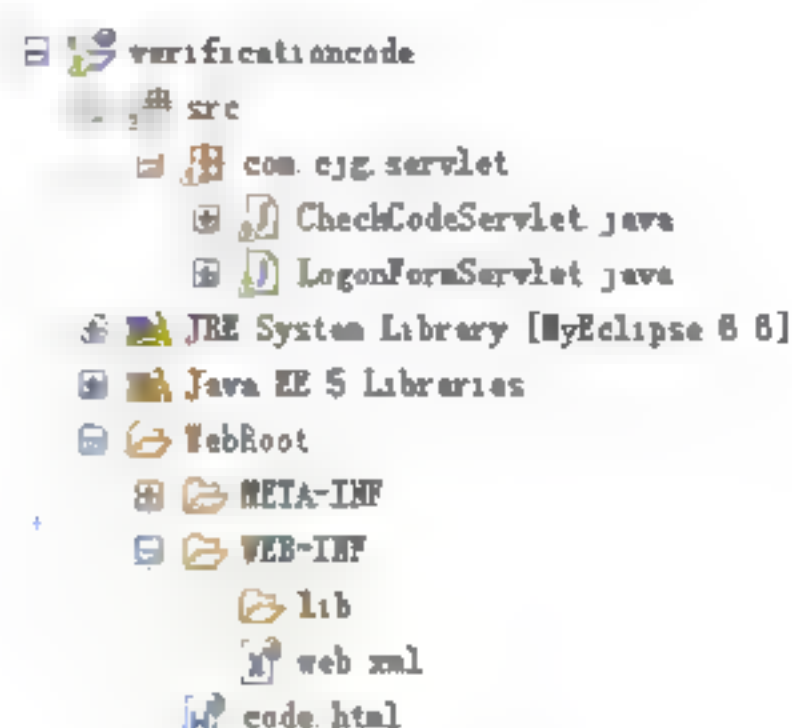 verificationcode
src
com.cjg.servlet
CheckCodeServlet.java
LogonFormServlet.java
JRE System Library [MyEclipse 6.6]
Java EE 5 Libraries
WebRoot
META-INF
WEB-INF
lib
web.xml
code.html